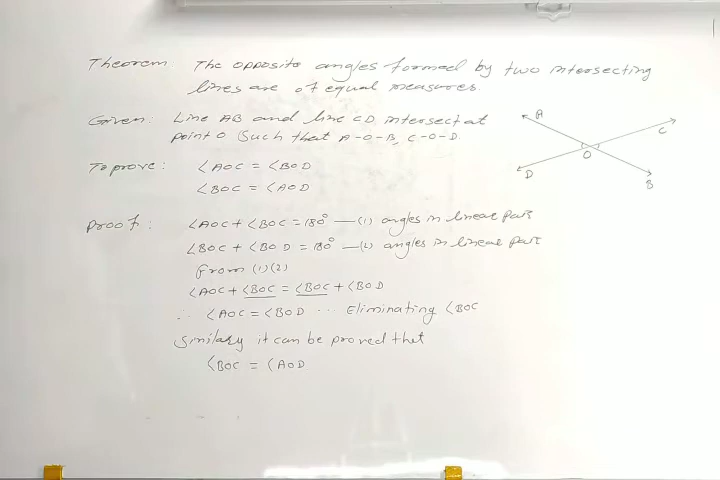 Theorem The opposite angles formed by two intersecting
lines are of equal measures.
Given: Line AB and line CD intersect at
point O Such that A-O-B, C-O-D.
To prove: ∠AOC = ∠BOD
∠BOC = ∠AOD
Proof: ∠AOC + ∠BOC = 180° —(1) angles in linear pair
∠BOC + ∠BOD = 180° —(2) angles in linear pair
From (1)(2)
∠AOC + ∠BOC = ∠BOC + ∠BOD
∴ ∠AOC = ∠BOD ... Eliminating ∠BOC
Similary it can be proved that
∠BOC = ∠AOD
A
C
O
D
B